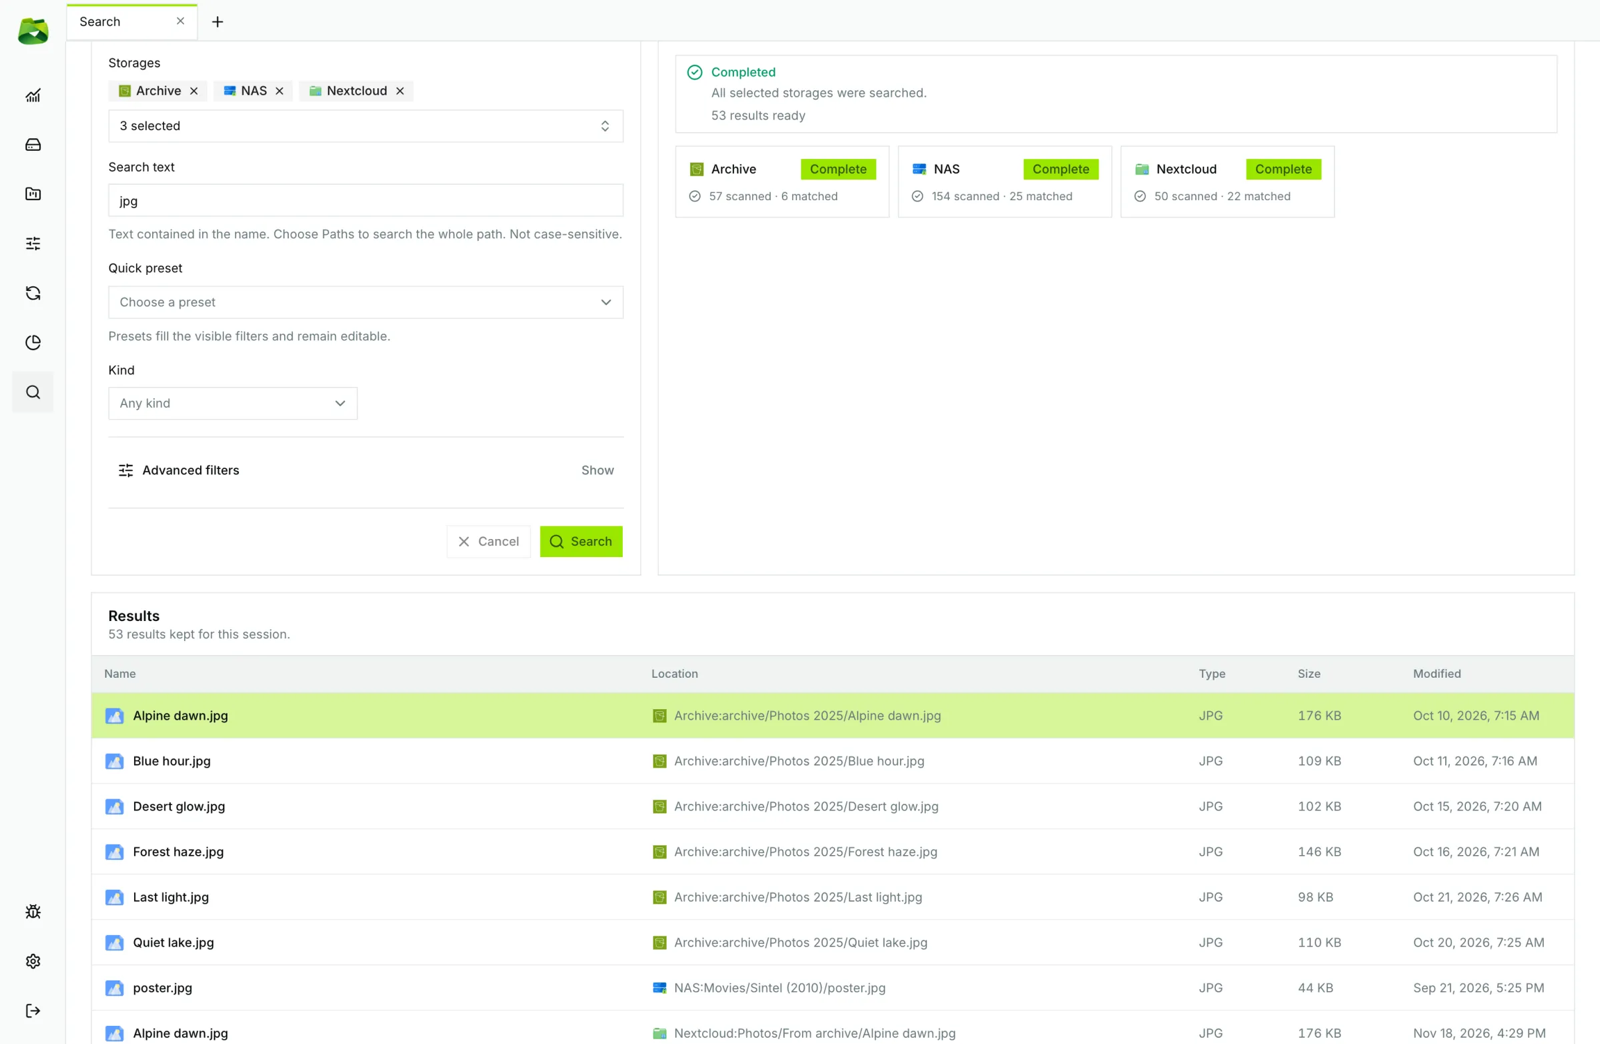 Search
Storages
Archive
NAS
Nextcloud
3 selected
Search text
jpg
Text contained in the name. Choose Paths to search the whole path. Not case-sensitive.
Quick preset
Choose a preset
Presets fill the visible filters and remain editable.
Kind
Any kind
Advanced filters
Show
Cancel
Search
Completed
All selected storages were searched.
53 results ready
Archive Complete
57 scanned · 6 matched
NAS Complete
154 scanned · 25 matched
Nextcloud Complete
50 scanned · 22 matched
Results
53 results kept for this session.
Name Location Type Size Modified
Alpine dawn.jpg Archive:archive/Photos 2025/Alpine dawn.jpg JPG 176 KB Oct 10, 2026, 7:15 AM
Blue hour.jpg Archive:archive/Photos 2025/Blue hour.jpg JPG 109 KB Oct 11, 2026, 7:16 AM
Desert glow.jpg Archive:archive/Photos 2025/Desert glow.jpg JPG 102 KB Oct 15, 2026, 7:20 AM
Forest haze.jpg Archive:archive/Photos 2025/Forest haze.jpg JPG 146 KB Oct 16, 2026, 7:21 AM
Last light.jpg Archive:archive/Photos 2025/Last light.jpg JPG 98 KB Oct 21, 2026, 7:26 AM
Quiet lake.jpg Archive:archive/Photos 2025/Quiet lake.jpg JPG 110 KB Oct 20, 2026, 7:25 AM
poster.jpg NAS:Movies/Sintel (2010)/poster.jpg JPG 44 KB Sep 21, 2026, 5:25 PM
Alpine dawn.jpg Nextcloud:Photos/From archive/Alpine dawn.jpg JPG 176 KB Nov 18, 2026, 4:29 PM